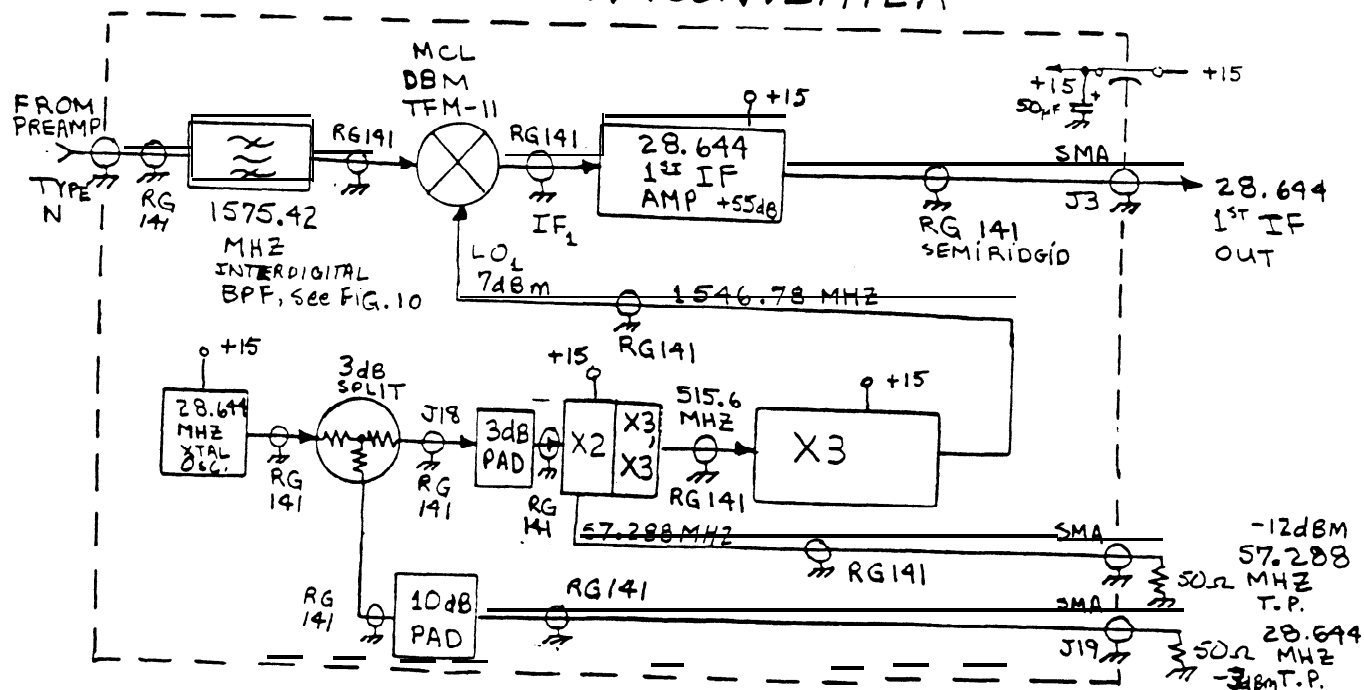 MCL
DBM
TFM-11
FROM
PREAMP
TYPE
N
RG
141
1575.42
MHZ
INTERDIGITAL
BPF, See FiG. 10
RG141
RG141
IF1
+15
28.644
1ST IF
AMP +55dB
+15
+15
50µF
+
SMA
J3
RG 141
SEMIRIDGID
28.644
1ST IF
OUT
LO1
7dBm
1546.78 MHZ
RG141
+15
28.644
MHZ
XTAL
OSC.
RG
141
3dB
SPLIT
J18
RG
141
3dB
PAD
RG
141
+15
X2
X3,
X3
515.6
MHZ
RG141
+15
X3
57.288 MHZ
RG141
SMA
-12dBM
57.288
MHZ
T.P.
50Ω
RG
141
10dB
PAD
RG141
SMA
J19
50Ω
28.644
MHZ
T.P.